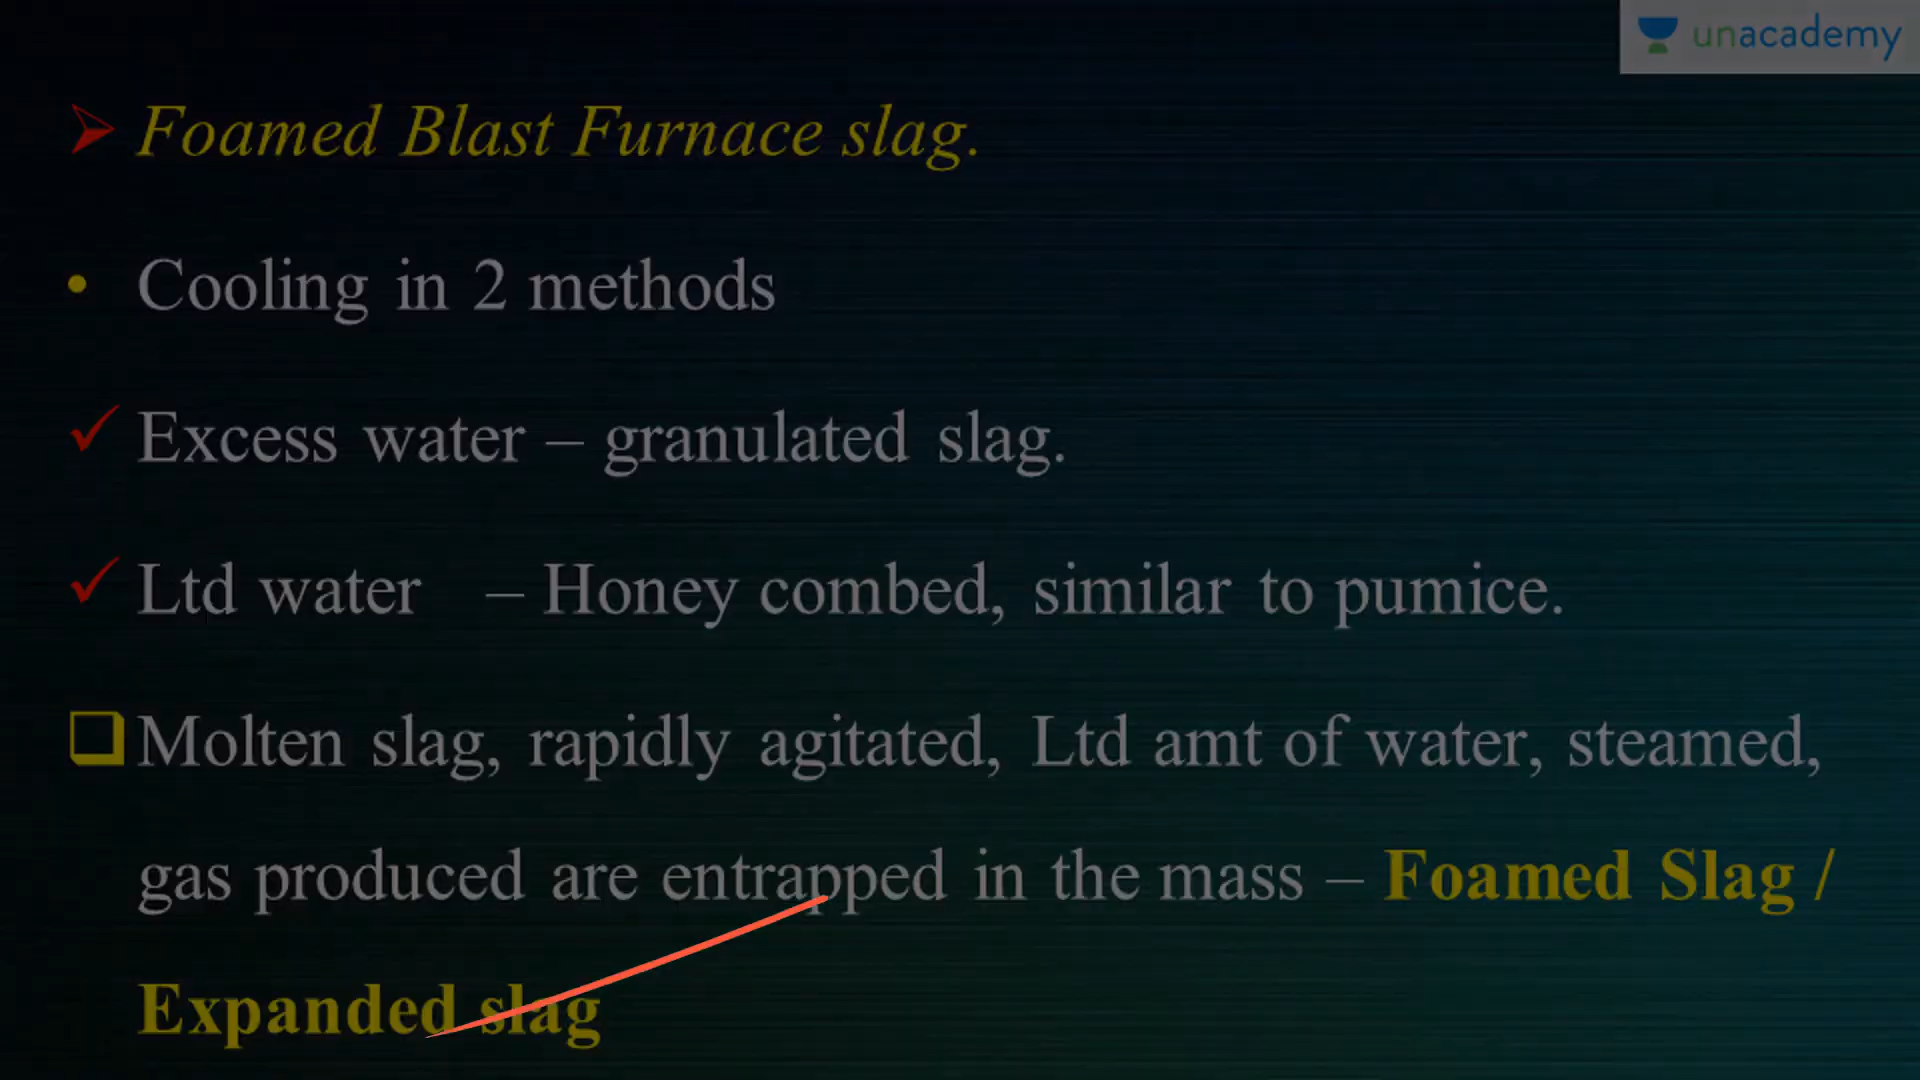 unacademy
Foamed Blast Furnace slag.
Cooling in 2 methods
Excess water – granulated slag.
Ltd water – Honey combed, similar to pumice.
Molten slag, rapidly agitated, Ltd amt of water, steamed,
gas produced are entrapped in the mass – Foamed Slag /
Expanded slag